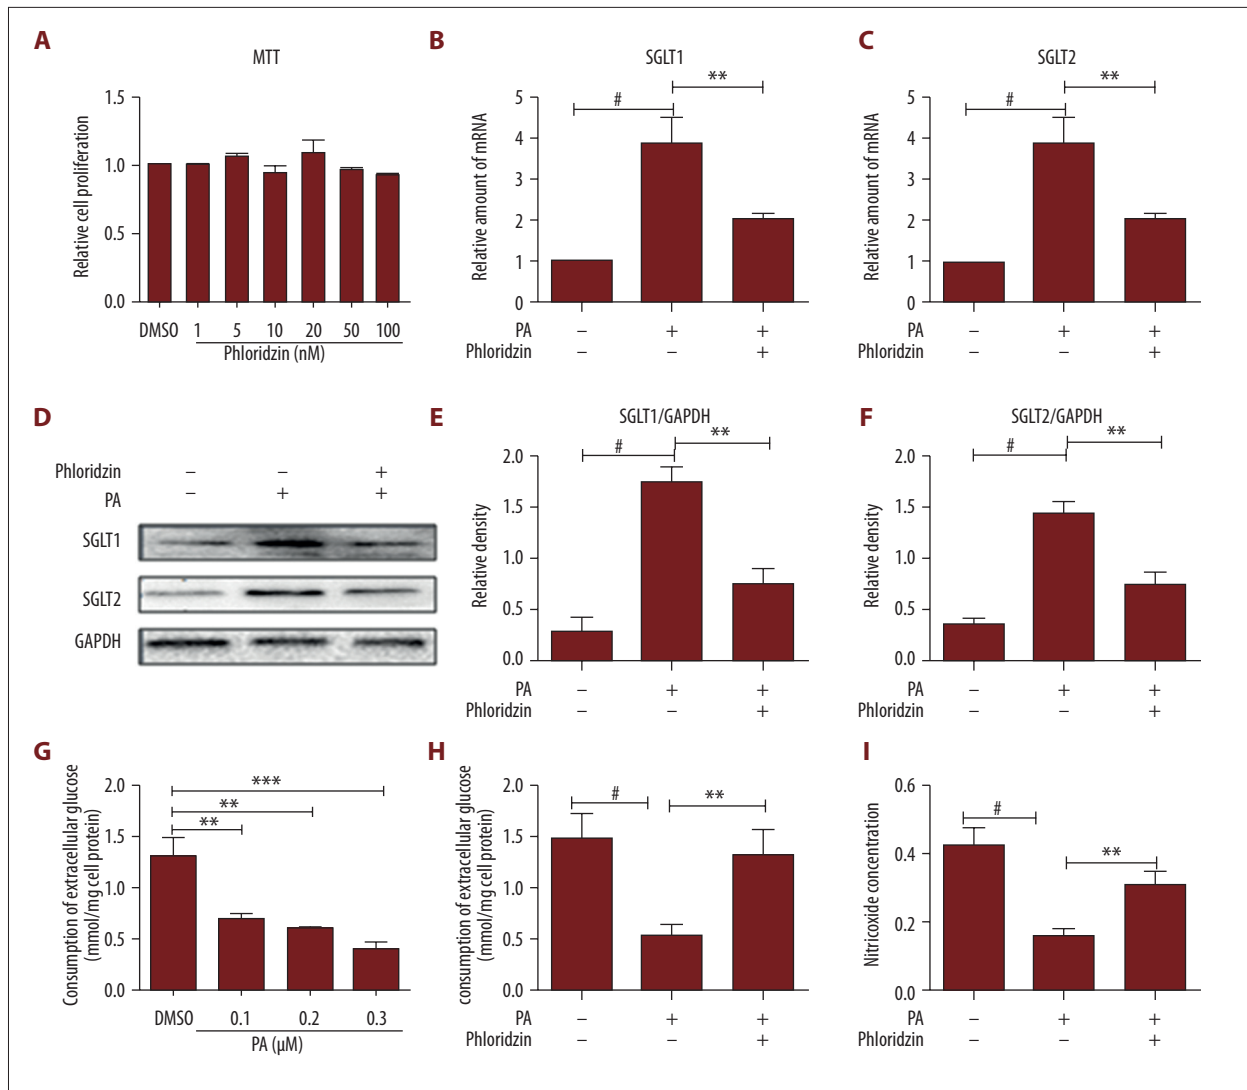 A
MTT
Relative cell proliferation
1.5
1.0
0.5
0.0
DMSO 1 5 10 20 50 100
Phloridzin (nM)
B
SGLT1
Relative amount of mRNA
5
4
3
2
1
0
# **
PA – + +
Phloridzin – – +
C
SGLT2
Relative amount of mRNA
5
4
3
2
1
0
# **
PA – + +
Phloridzin – – +
D
Phloridzin – – +
PA – + +
SGLT1
SGLT2
GAPDH
E
SGLT1/GAPDH
Relative density
2.0
1.5
1.0
0.5
0.0
# **
PA – + +
Phloridzin – – +
F
SGLT2/GAPDH
Relative density
2.0
1.5
1.0
0.5
0.0
# **
PA – + +
Phloridzin – – +
G
Consumption of extracellular glucose
(mmol/mg cell protein)
2.0
1.5
1.0
0.5
0.0
***
**
**
DMSO 0.1 0.2 0.3
PA (µM)
H
consumption of extracellular glucose
(mmol/mg cell protein)
2.0
1.5
1.0
0.5
0.0
# **
PA – + +
Phloridzin – – +
I
Nitricoxide concentration
0.6
0.4
0.2
0.0
# **
PA – + +
Phloridzin – – +